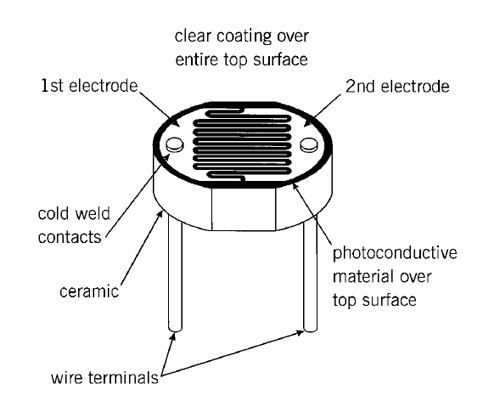 clear coating over
entire top surface
1st electrode
2nd electrode
cold weld
contacts
photoconductive
material over
top surface
ceramic
wire terminals